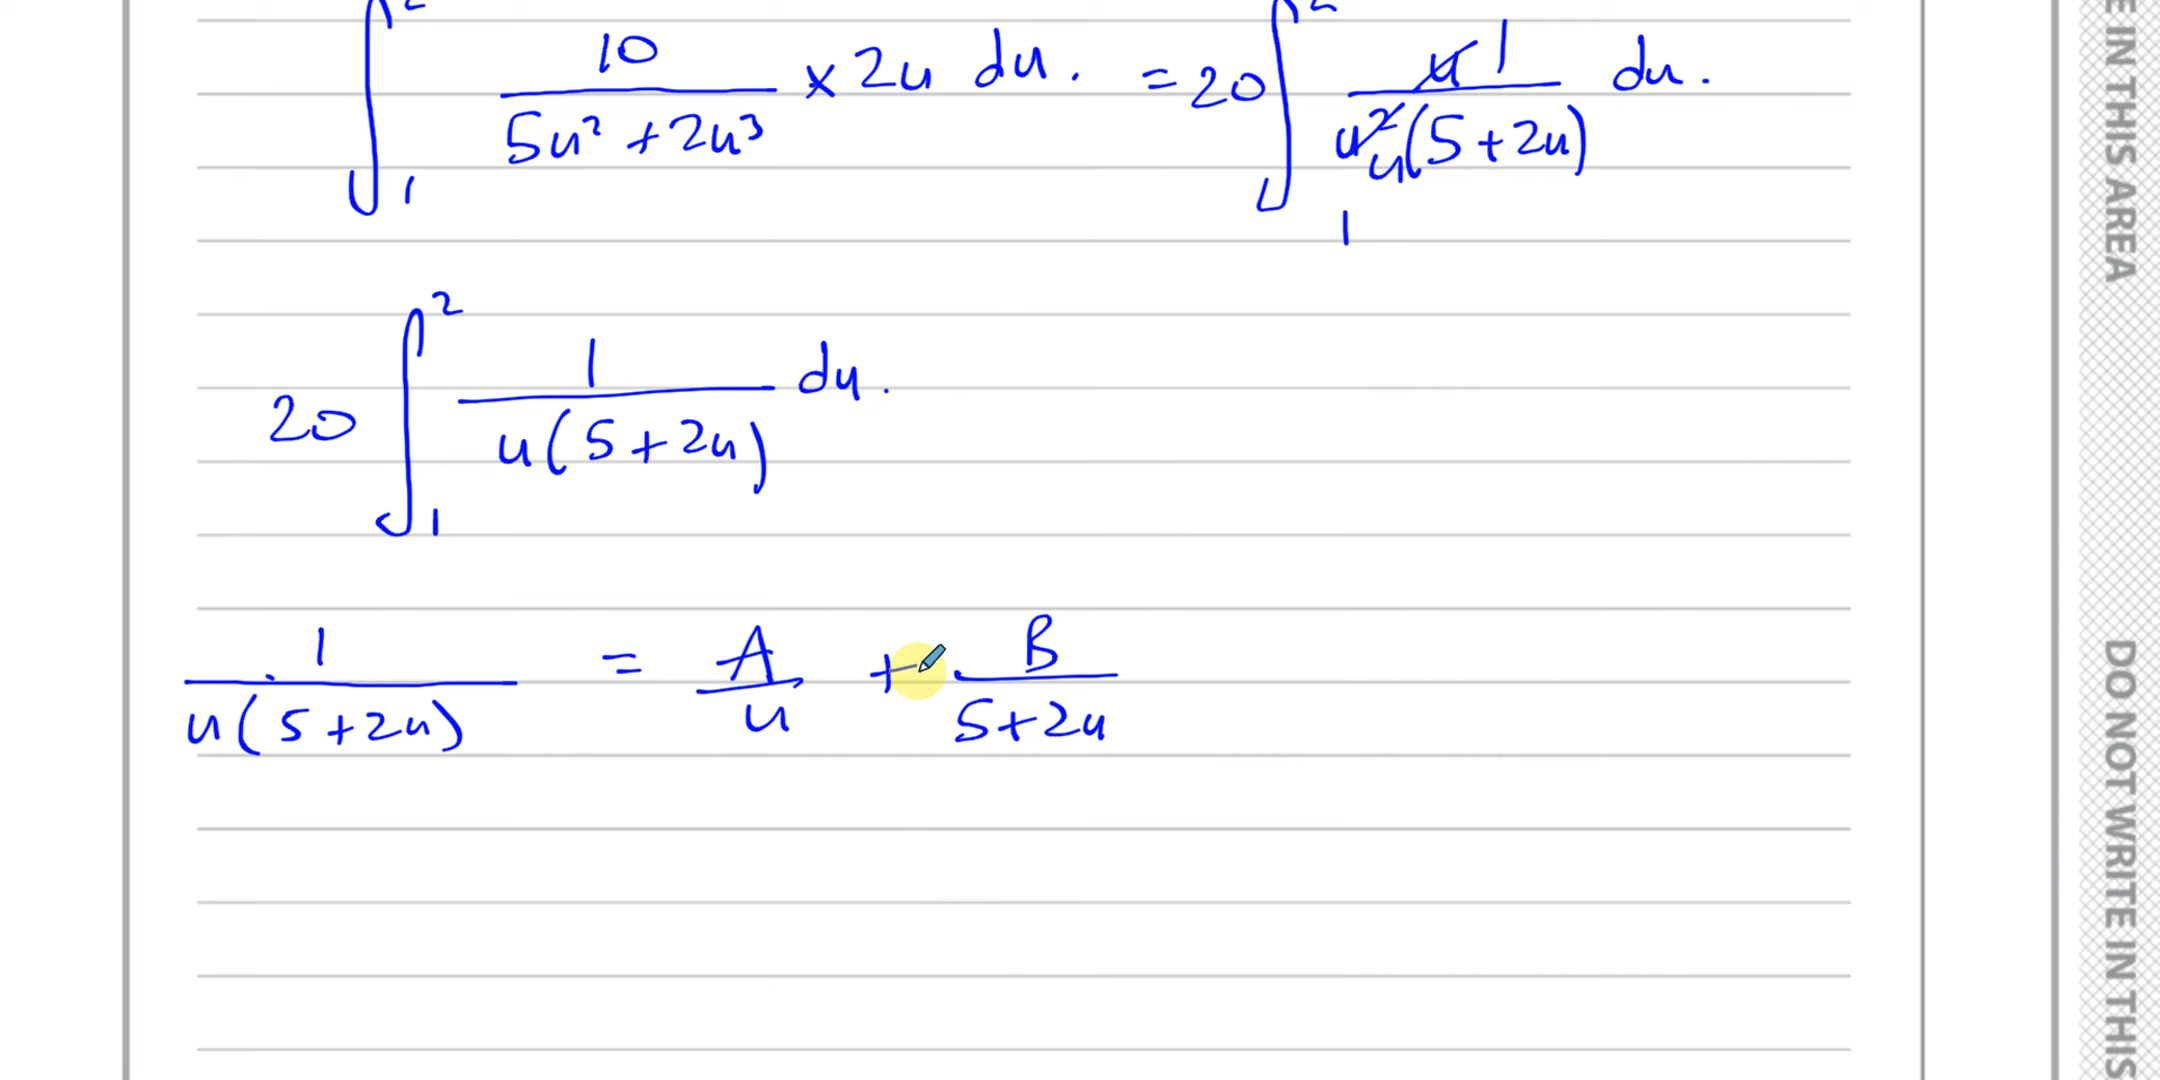 ∫₁² 10/(5u² + 2u³) × 2u du. = 20 ∫₁² u 1/(u² u(5 + 2u)) du.
20 ∫₁² 1/(u(5 + 2u)) du.
1/(u(5 + 2u)) = A/u + B/(5 + 2u)
E IN THIS AREA
DO NOT WRITE IN THIS